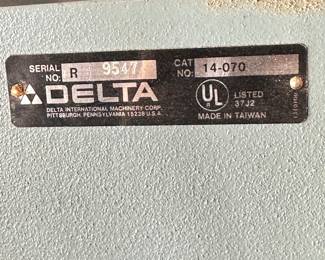 SERIAL NO: R 9547 CAT NO: 14-070
DELTA
DELTA INTERNATIONAL MACHINERY CORP.
PITTSBURGH, PENNSYLVANIA 15238 U.S.A.
UL LISTED 37J2
MADE IN TAIWAN